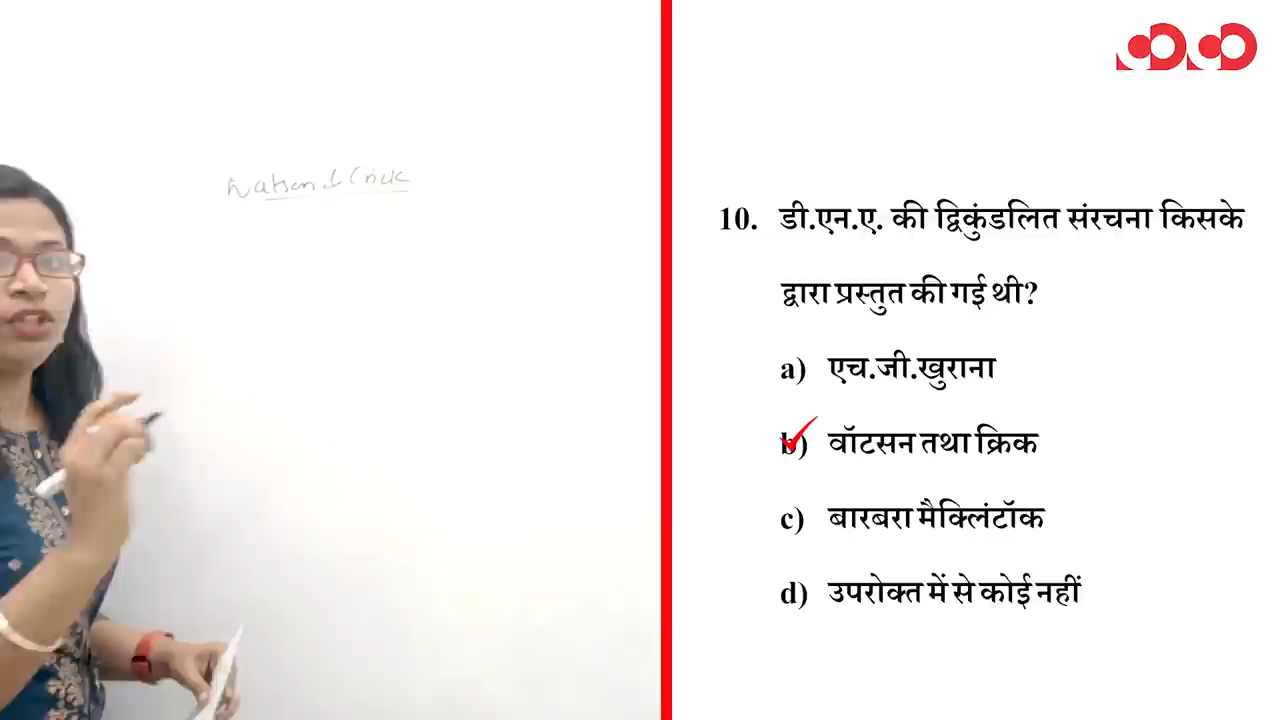 Watson & Crick
10. डी.एन.ए. की द्विकुंडलित संरचना किसके
द्वारा प्रस्तुत की गई थी?
a) एच.जी.खुराना
b) वॉटसन तथा क्रिक
c) बारबरा मैक्लिंटॉक
d) उपरोक्त में से कोई नहीं